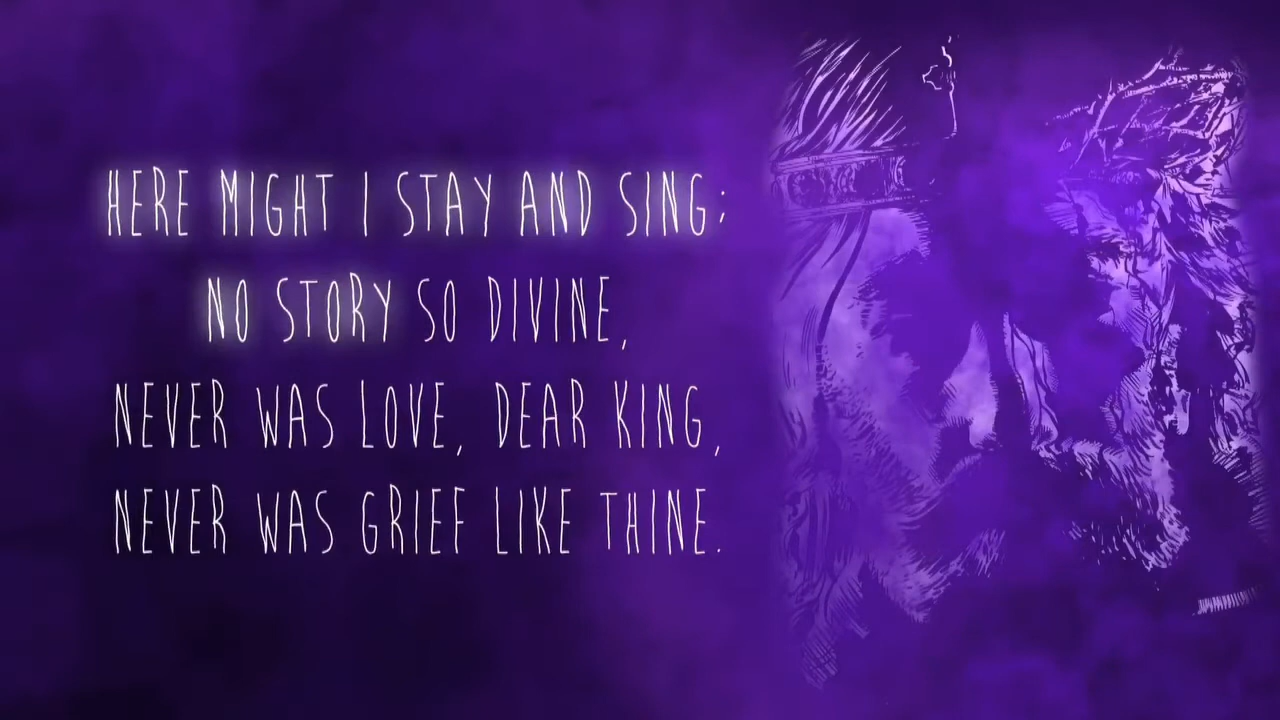 HERE MIGHT I STAY AND SING;
NO STORY SO DIVINE,
NEVER WAS LOVE, DEAR KING,
NEVER WAS GRIEF LIKE THINE.